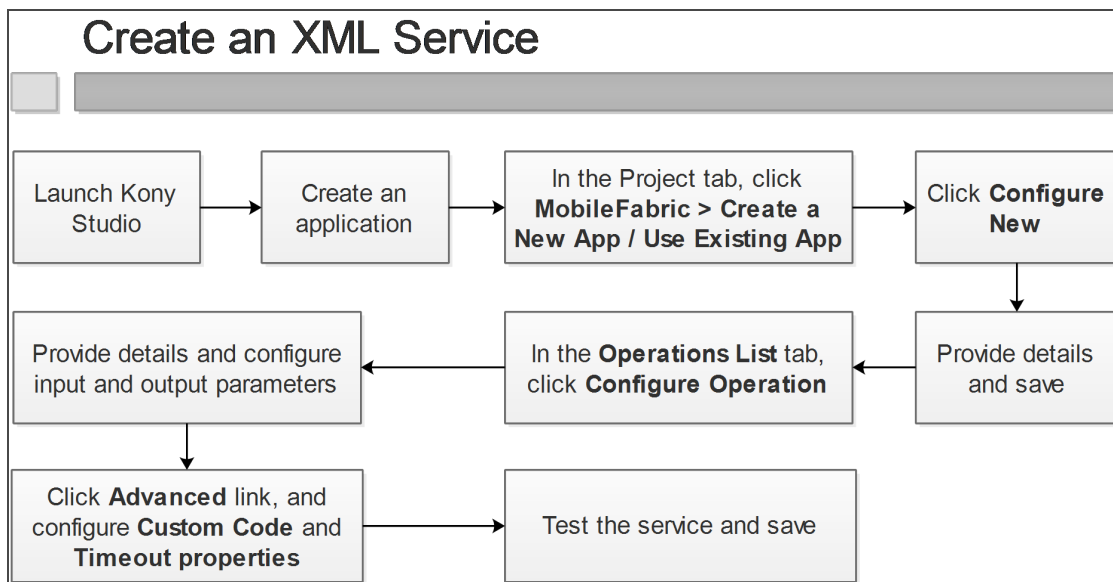 Create an XML Service
Launch Kony
Studio
Create an
application
In the Project tab, click
MobileFabric > Create a
New App / Use Existing App
Click Configure
New
Provide details
and save
In the Operations List tab,
click Configure Operation
Provide details and configure
input and output parameters
Click Advanced link, and
configure Custom Code and
Timeout properties
Test the service and save